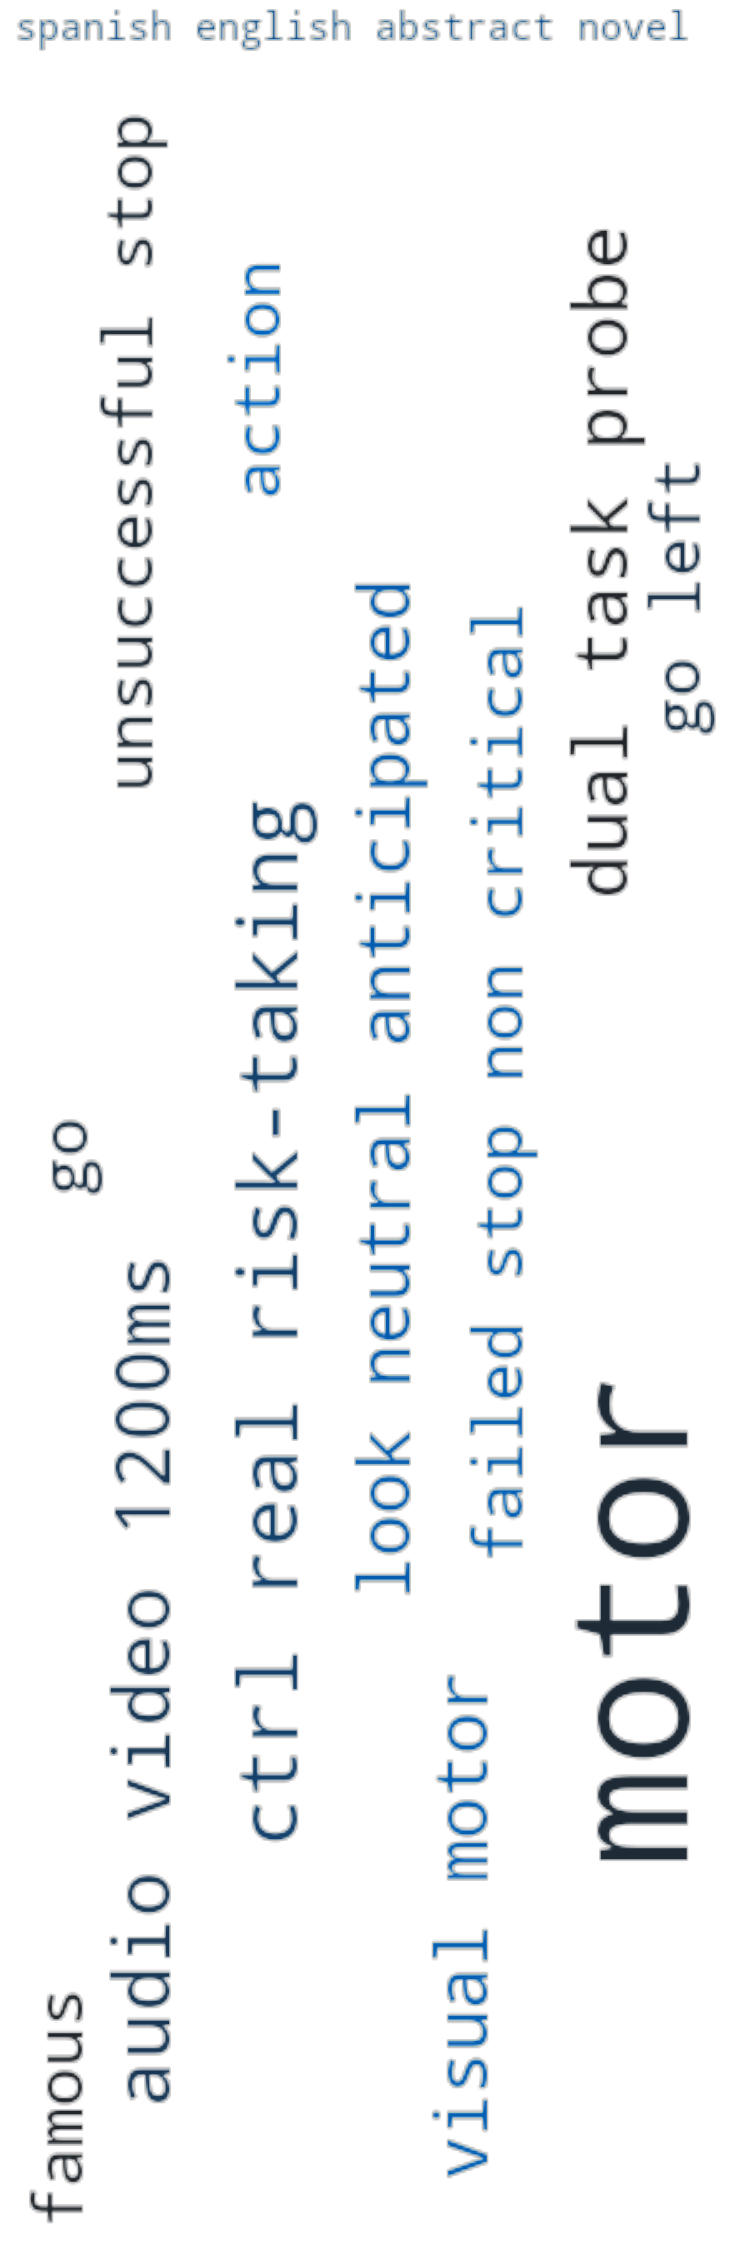 spanish english abstract novel
unsuccessful stop
action
dual task probe
go left
look neutral anticipated
failed stop non critical
ctrl real risk-taking
go
audio video 1200ms
motor
visual motor
famous